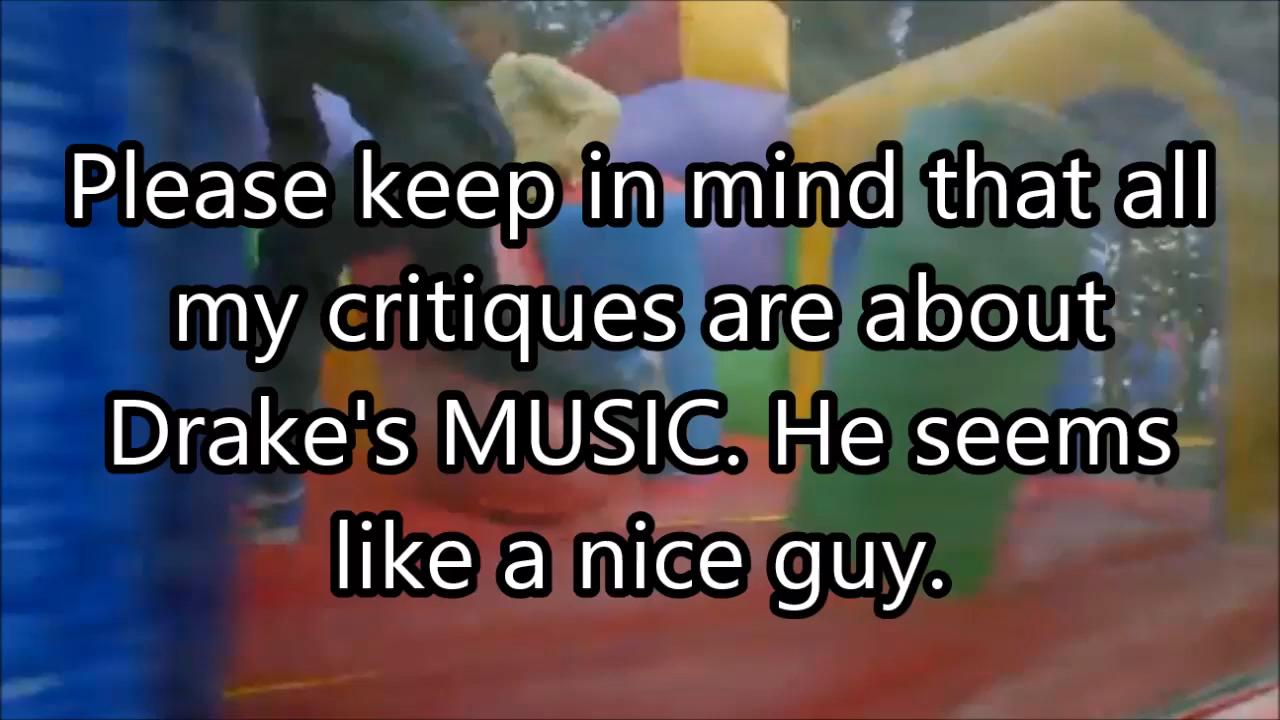 Please keep in mind that all
my critiques are about
Drake's MUSIC. He seems
like a nice guy.